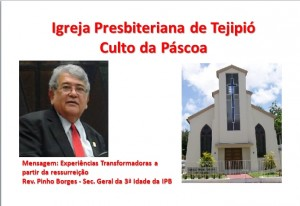 Igreja Presbiteriana de Tejipió
Culto da Páscoa
Mensagem: Experiências Transformadoras a
partir da ressurreição
Rev. Pinho Borges - Sec. Geral da 3ª Idade da IPB